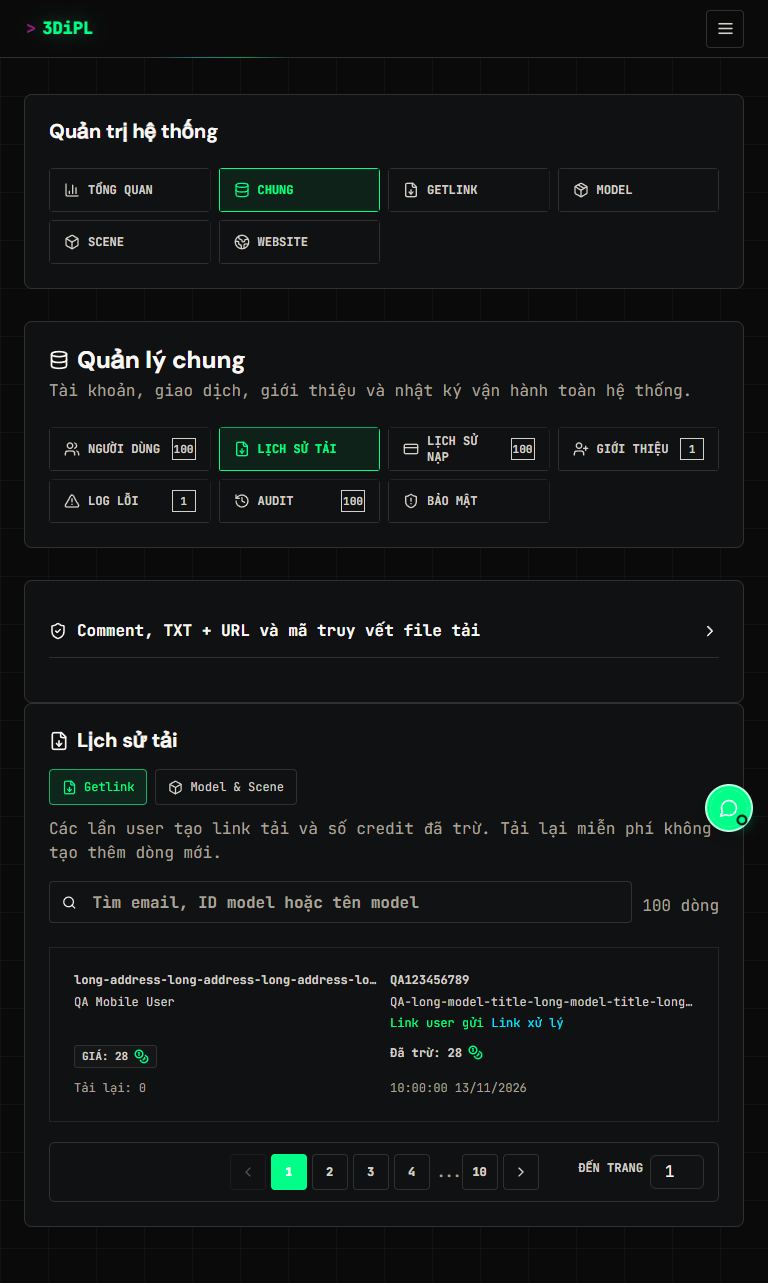 > 3DiPL
Quản trị hệ thống
TỔNG QUAN
CHUNG
GETLINK
MODEL
SCENE
WEBSITE
Quản lý chung
Tài khoản, giao dịch, giới thiệu và nhật ký vận hành toàn hệ thống.
NGƯỜI DÙNG 100
LỊCH SỬ TẢI
LỊCH SỬ
NẠP 100
GIỚI THIỆU 1
LOG LỖI 1
AUDIT 100
BẢO MẬT
Comment, TXT + URL và mã truy vết file tải
Lịch sử tải
Getlink
Model & Scene
Các lần user tạo link tải và số credit đã trừ. Tải lại miễn phí không
tạo thêm dòng mới.
Tìm email, ID model hoặc tên model
100 dòng
long-address-long-address-long-address-lo…
QA Mobile User
QA123456789
QA-long-model-title-long-model-title-long…
Link user gửi Link xử lý
GIÁ: 28
Đã trừ: 28
Tải lại: 0
10:00:00 13/11/2026
1 2 3 4 ... 10
ĐẾN TRANG 1